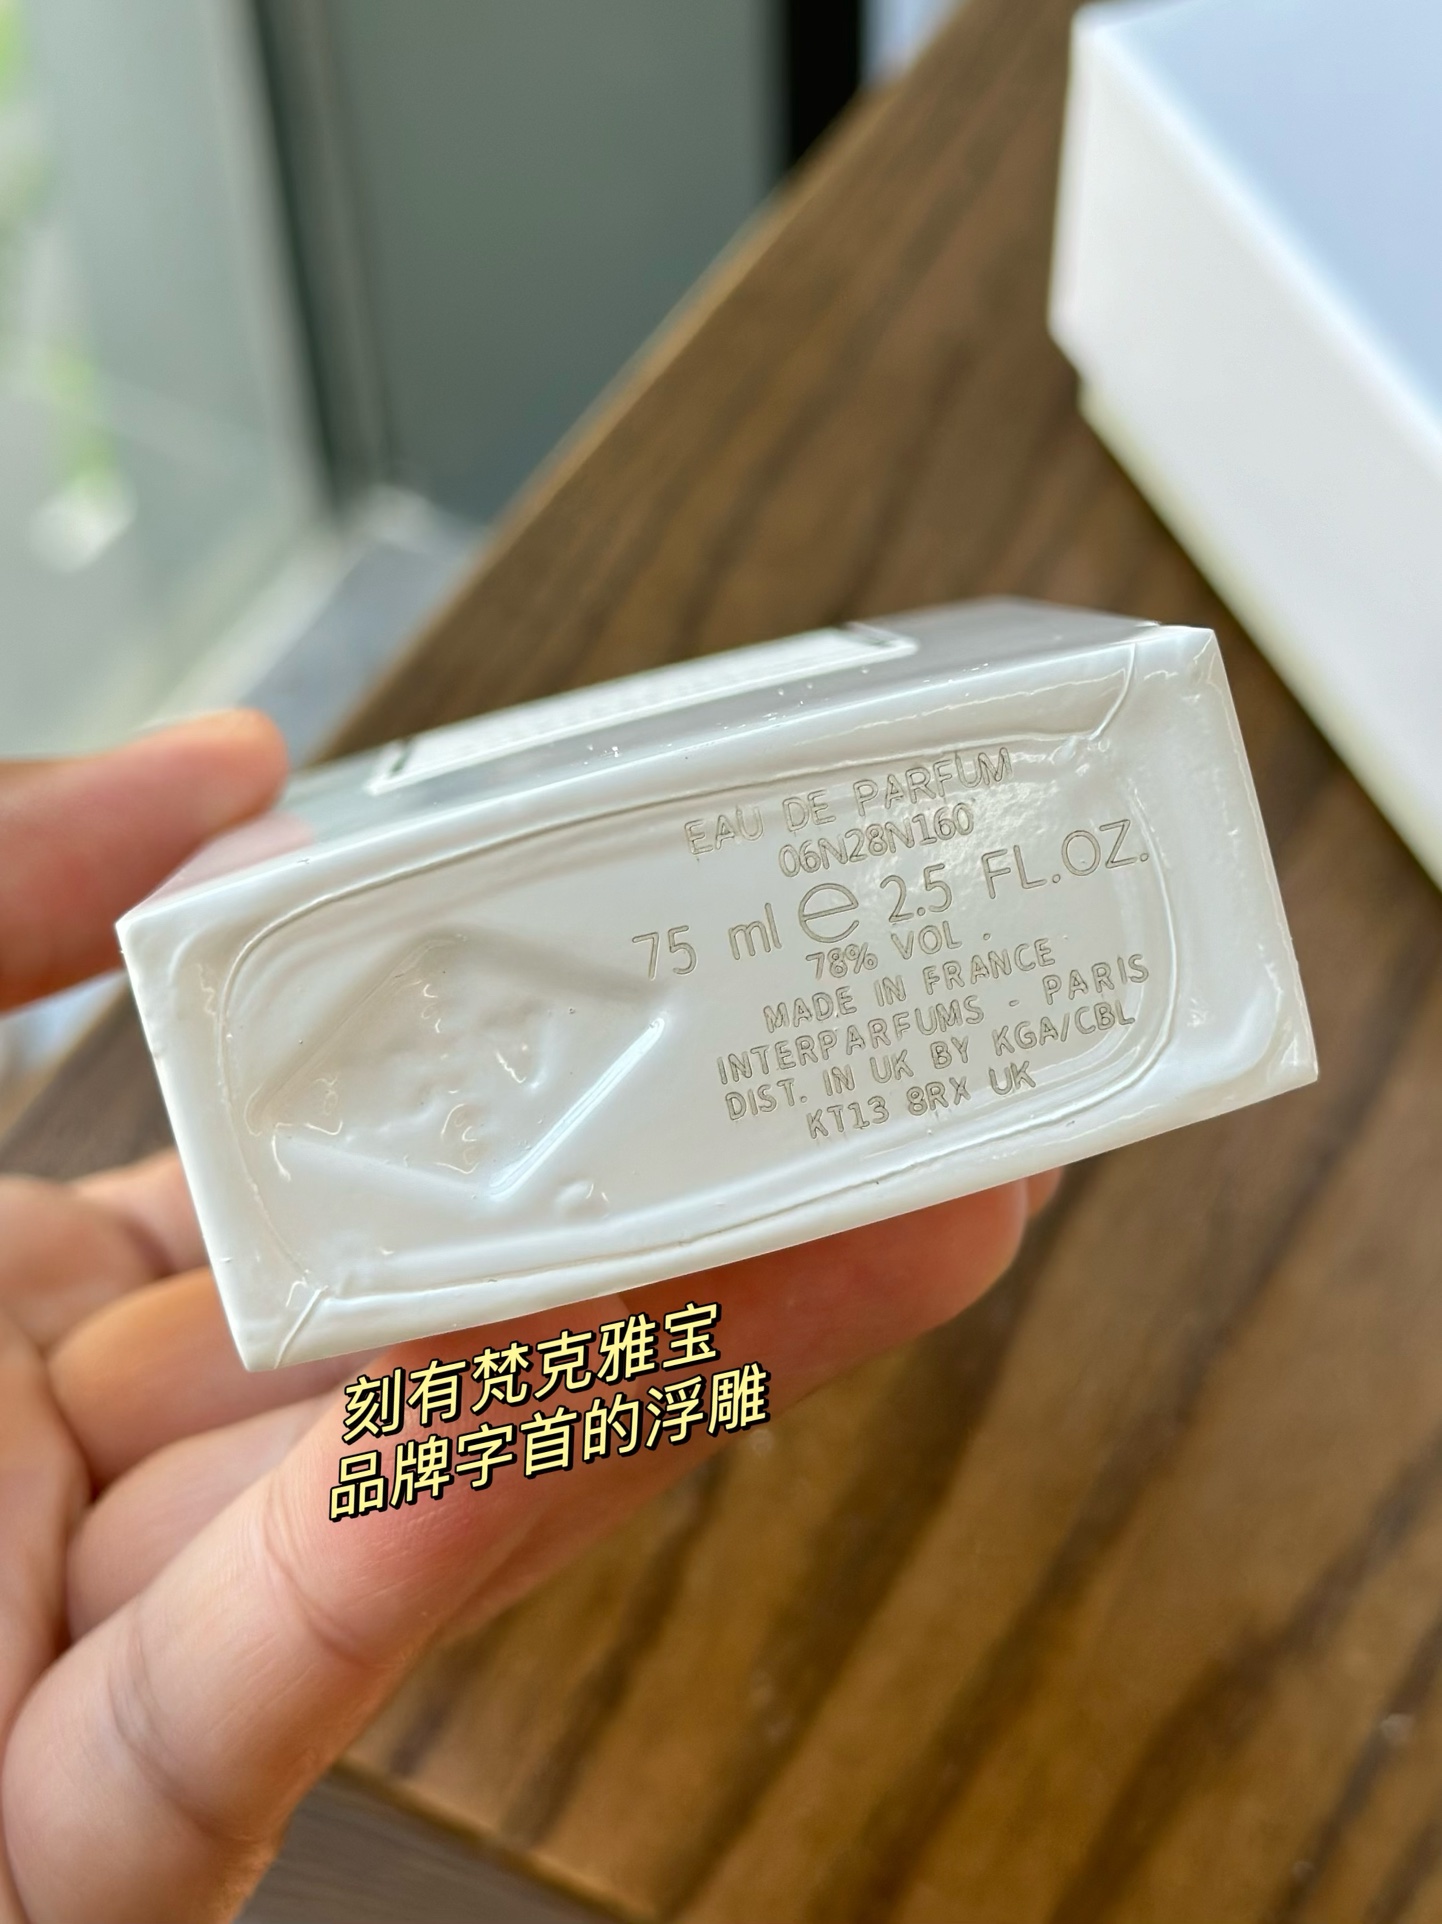 EAU DE PARFUM
06N28N160
75 ml e 2.5 FL.OZ.
78% VOL.
MADE IN FRANCE
INTERPARFUMS - PARIS
DIST. IN UK BY KGA/CBL
KT13 8RX UK
刻有梵克雅宝
品牌字首的浮雕